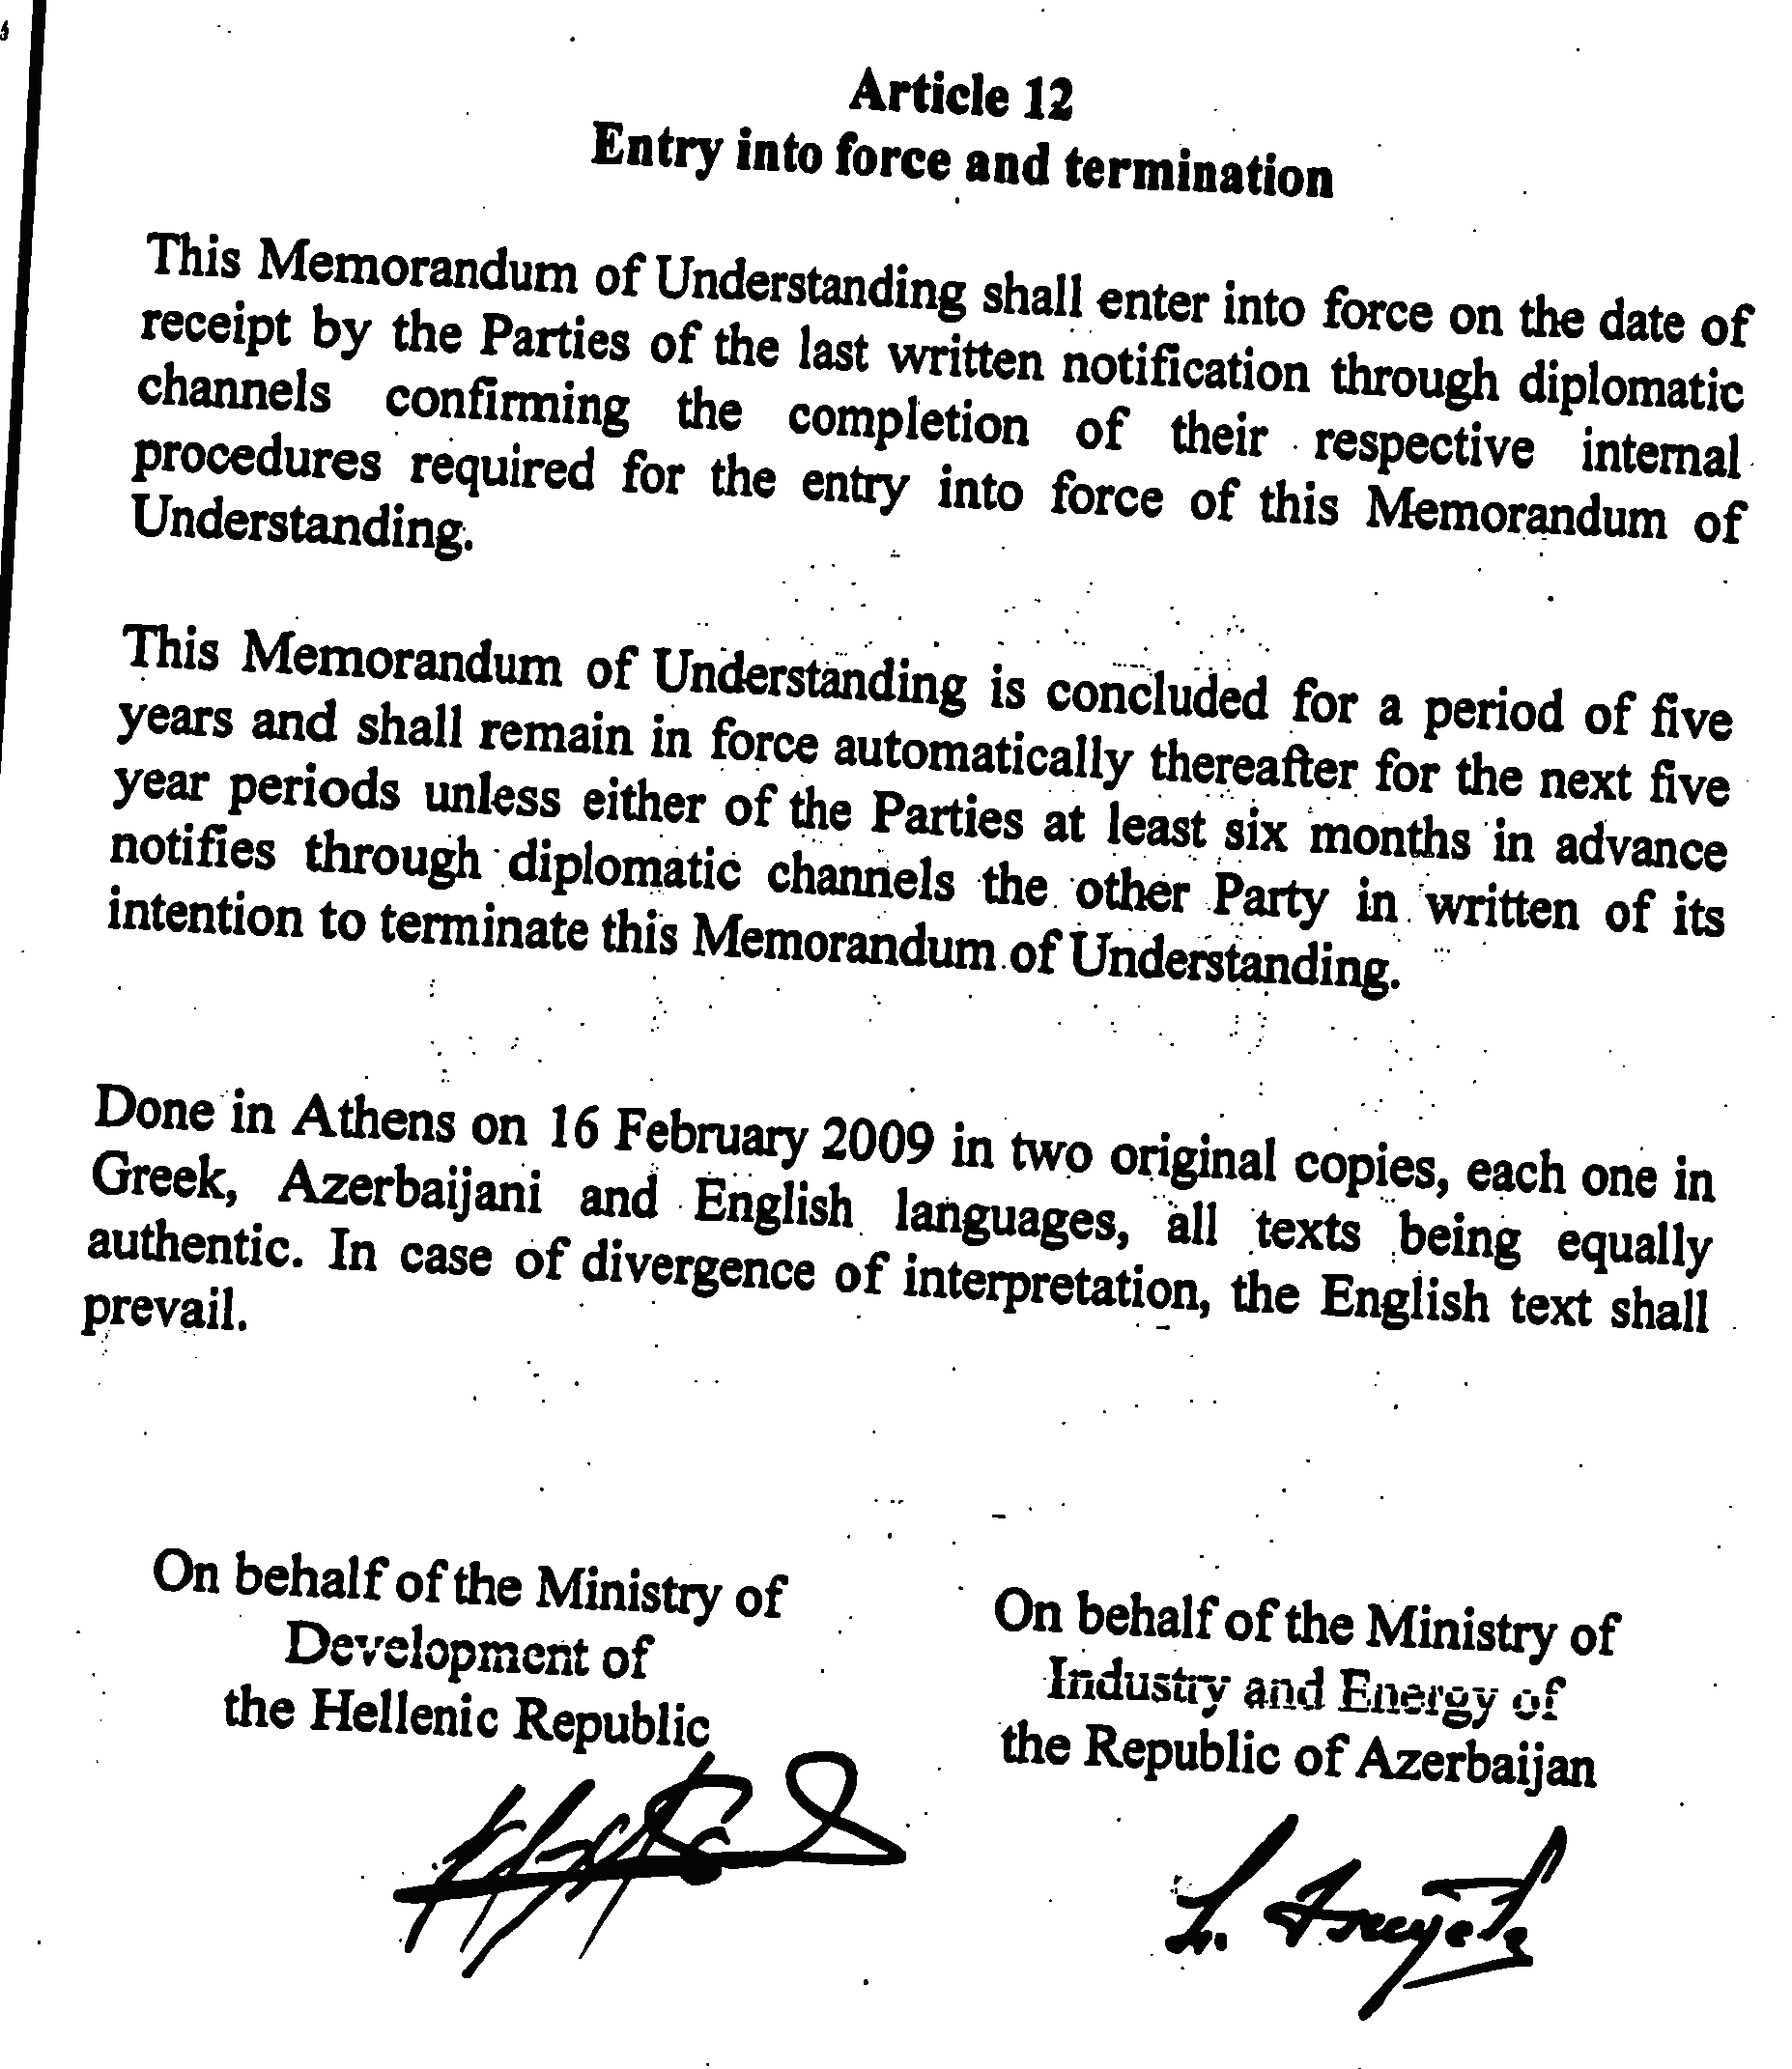 Article 12
Entry into force and termination
This Memorandum of Understanding shall enter into force on the date of
receipt by the Parties of the last written notification through diplomatic
channels confirming the completion of their respective internal
procedures required for the entry into force of this Memorandum of
Understanding.
This Memorandum of Understanding is concluded for a period of five
years and shall remain in force automatically thereafter for the next five
year periods unless either of the Parties at least six months in advance
notifies through diplomatic channels the other Party in written of its
intention to terminate this Memorandum of Understanding.
Done in Athens on 16 February 2009 in two original copies, each one in
Greek, Azerbaijani and English languages, all texts being equally
authentic. In case of divergence of interpretation, the English text shall
prevail.
On behalf of the Ministry of
Development of
the Hellenic Republic
On behalf of the Ministry of
Industry and Energy of
the Republic of Azerbaijan